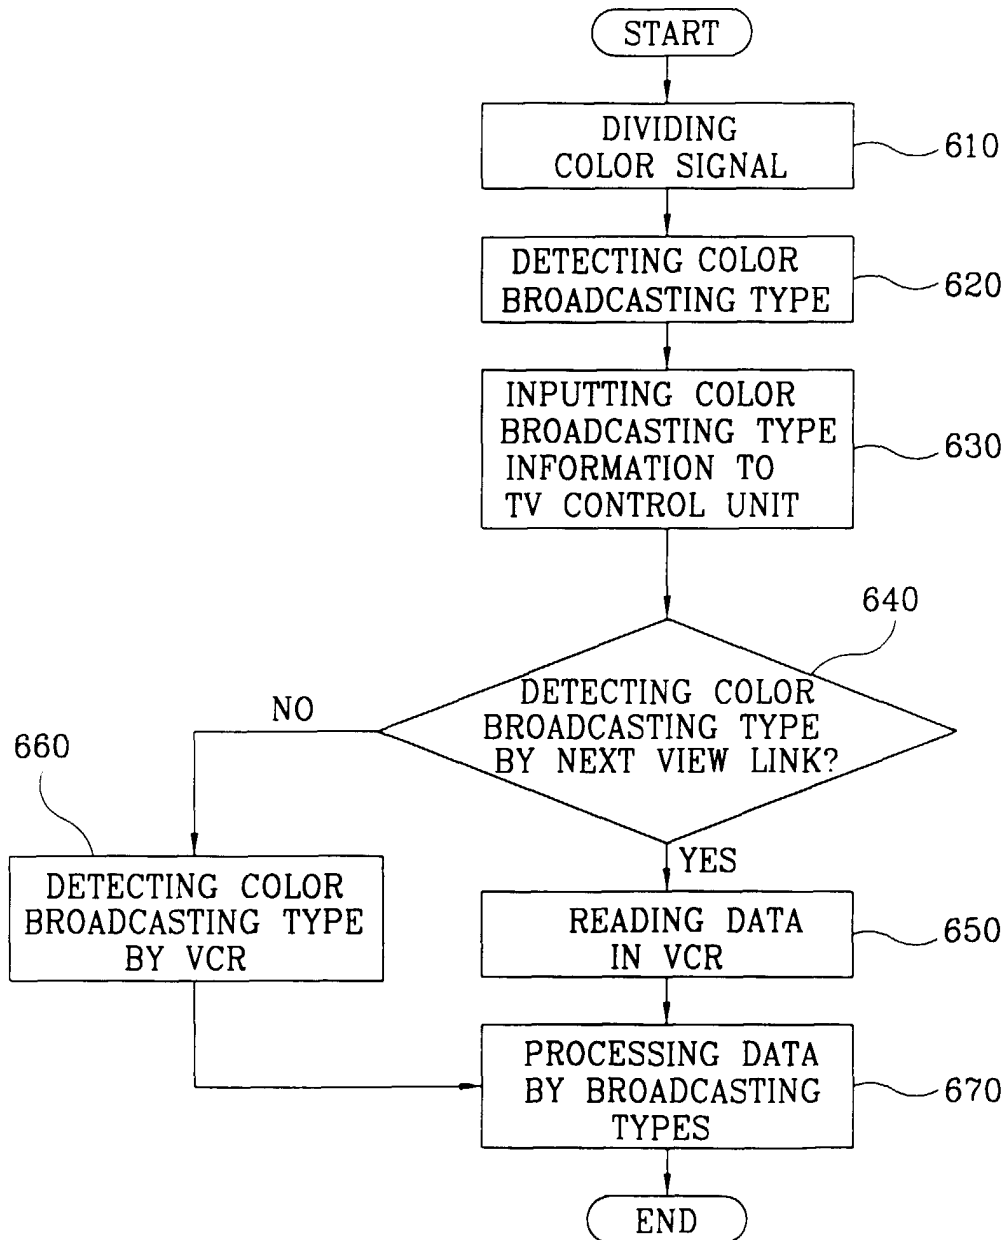 START
DIVIDING
COLOR SIGNAL
610
DETECTING COLOR
BROADCASTING TYPE
620
INPUTTING COLOR
BROADCASTING TYPE
INFORMATION TO
TV CONTROL UNIT
630
640
DETECTING COLOR
BROADCASTING TYPE
BY NEXT VIEW LINK?
NO
YES
660
DETECTING COLOR
BROADCASTING TYPE
BY VCR
READING DATA
IN VCR
650
PROCESSING DATA
BY BROADCASTING
TYPES
670
END